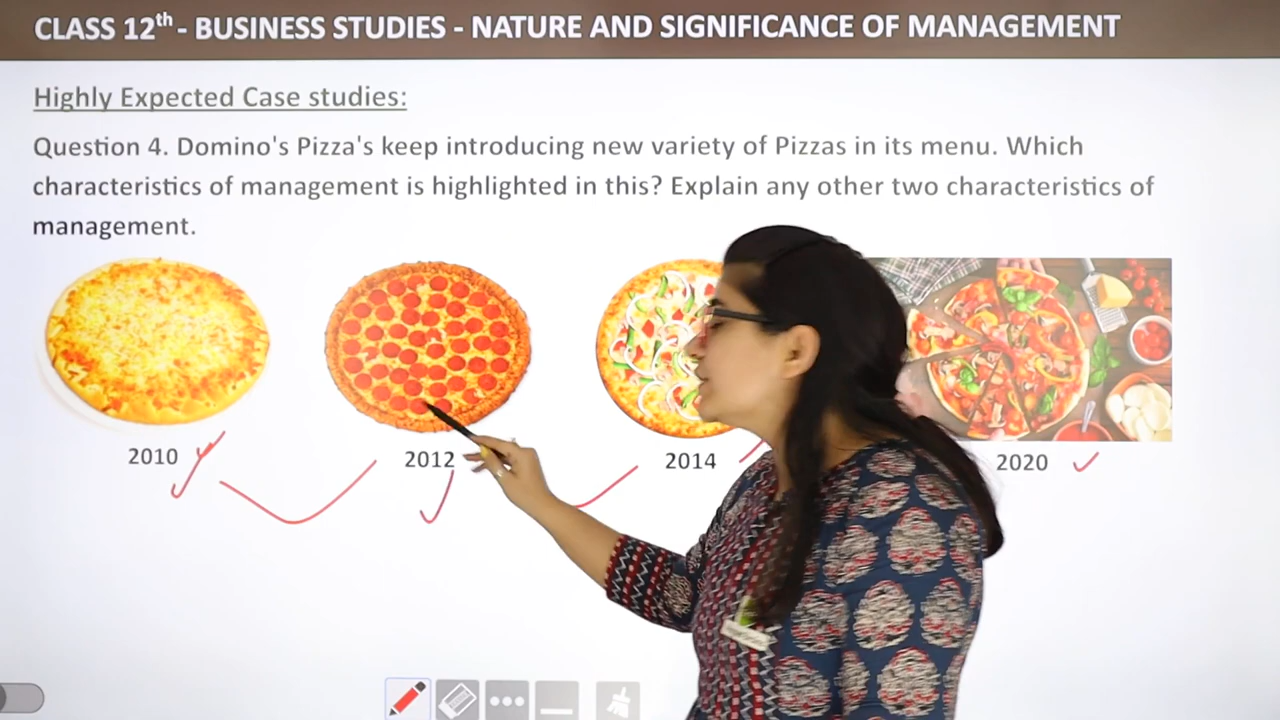 CLASS 12th - BUSINESS STUDIES - NATURE AND SIGNIFICANCE OF MANAGEMENT
Highly Expected Case studies:
Question 4. Domino's Pizza's keep introducing new variety of Pizzas in its menu. Which
characteristics of management is highlighted in this? Explain any other two characteristics of
management.
2010
2012
2014
2020